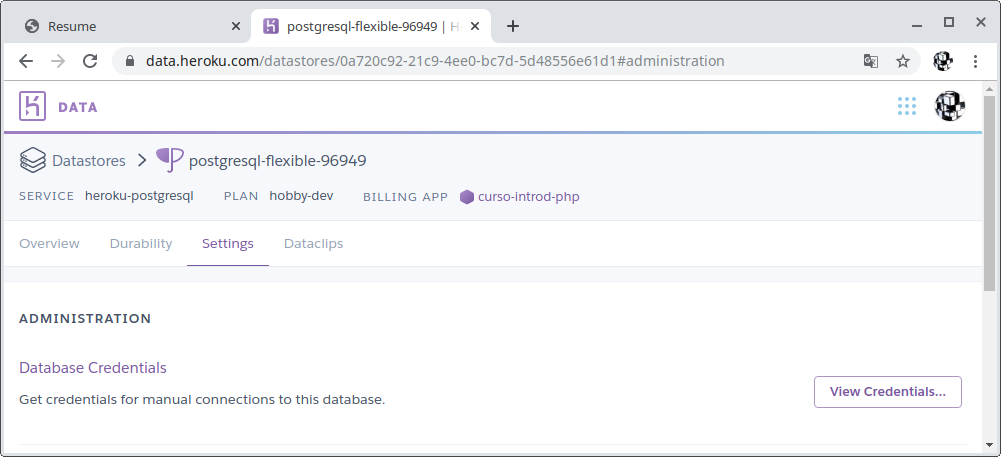 Resume
postgresql-flexible-96949 | H
data.heroku.com/datastores/0a720c92-21c9-4ee0-bc7d-5d48556e61d1#administration
DATA
Datastores postgresql-flexible-96949
SERVICE heroku-postgresql PLAN hobby-dev BILLING APP curso-introd-php
Overview Durability Settings Dataclips
ADMINISTRATION
Database Credentials
Get credentials for manual connections to this database.
View Credentials...